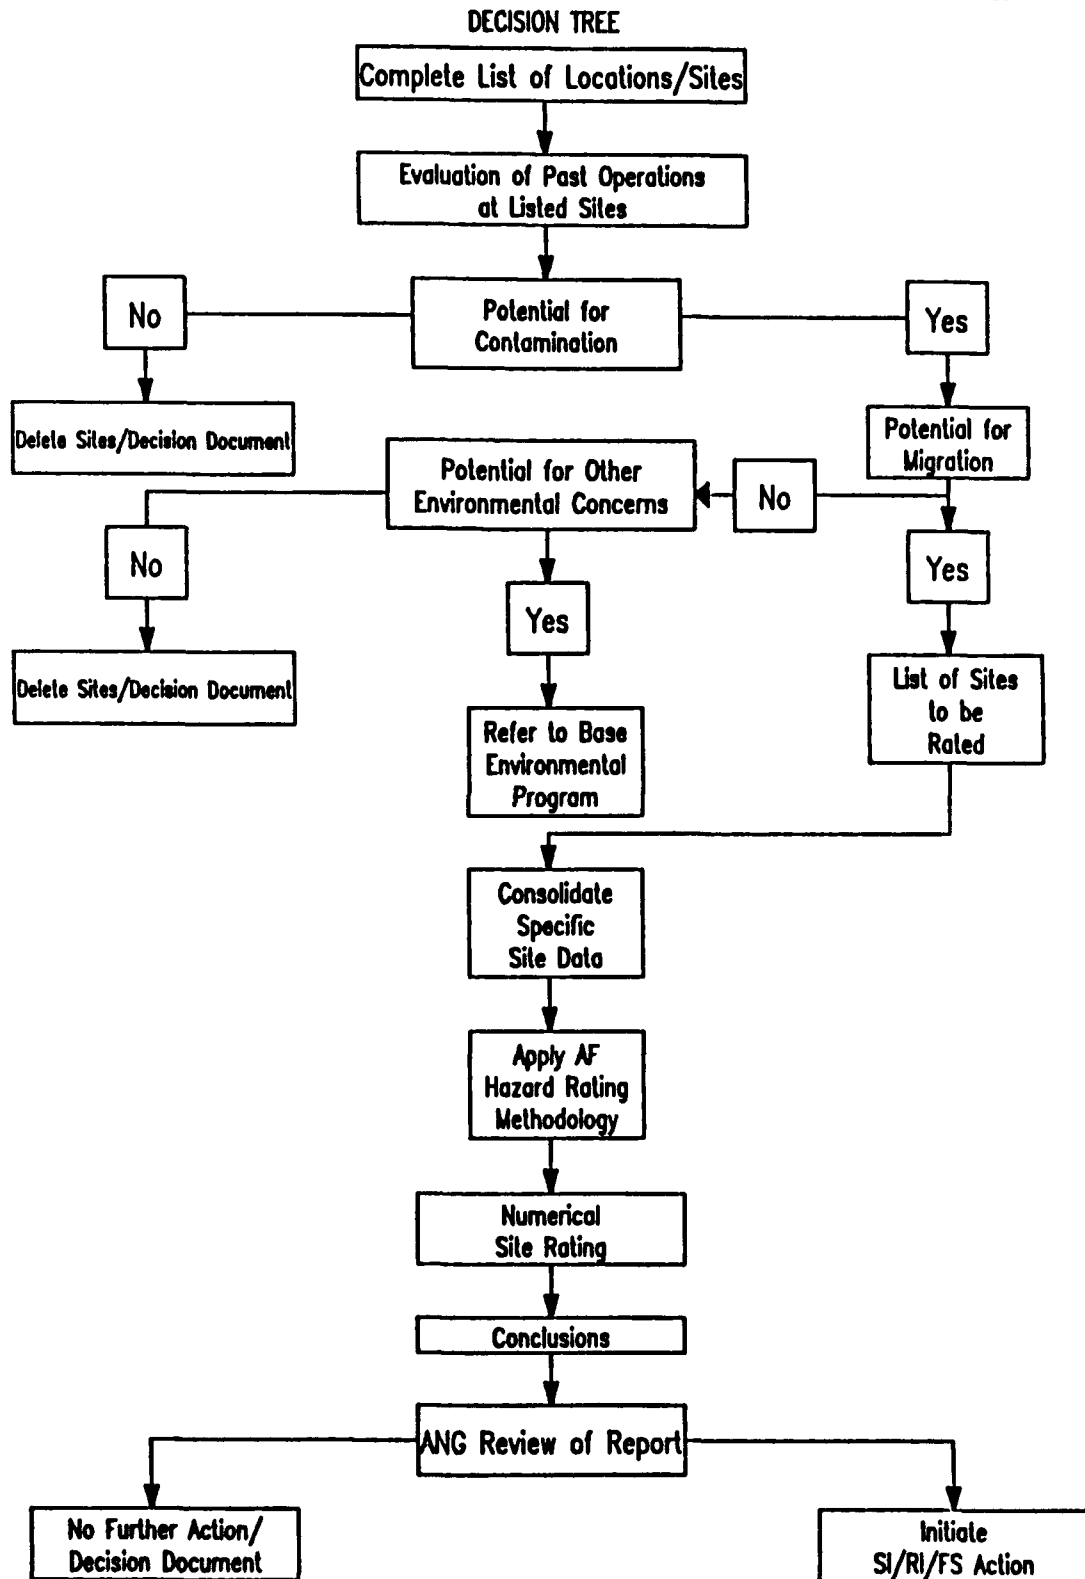 DECISION TREE
Complete List of Locations/Sites
Evaluation of Past Operations
at Listed Sites
No
Potential for
Contamination
Yes
Delete Sites/Decision Document
Potential for
Migration
Potential for Other
Environmental Concerns
No
No
Yes
Yes
Delete Sites/Decision Document
List of Sites
to be
Rated
Refer to Base
Environmental
Program
Consolidate
Specific
Site Data
Apply AF
Hazard Rating
Methodology
Numerical
Site Rating
Conclusions
ANG Review of Report
No Further Action/
Decision Document
Initiate
SI/RI/FS Action